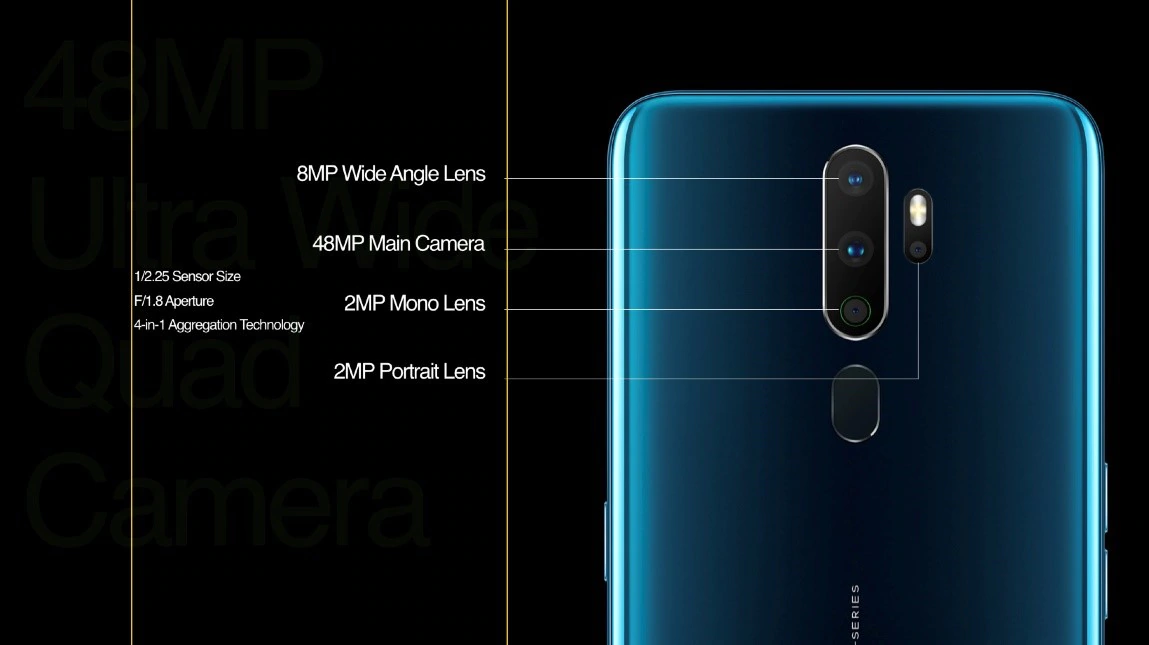 48MP
Ultra Wide
Quad
Camera
8MP Wide Angle Lens
48MP Main Camera
1/2.25 Sensor Size
F/1.8 Aperture
4-in-1 Aggregation Technology
2MP Mono Lens
2MP Portrait Lens
-SERIES